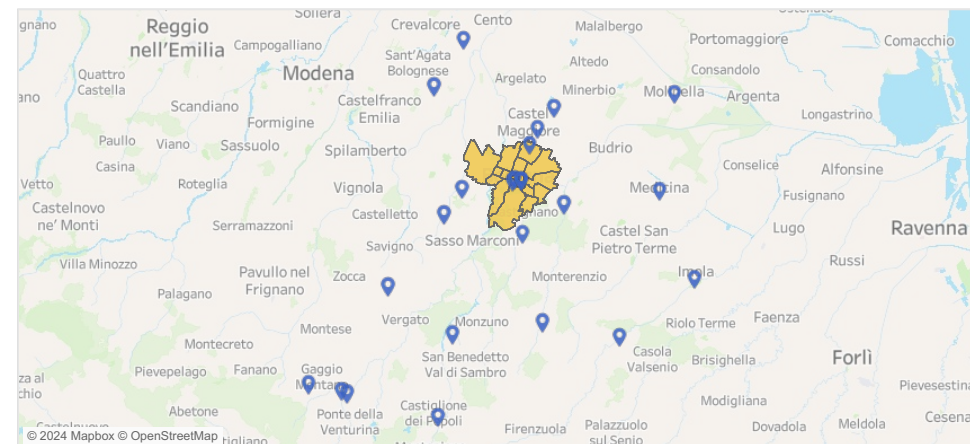 Soliera
Cento
Crevalcore
Reggio
nell'Emilia
Malalbergo
Campogalliano
Portomaggiore
Comacchio
Sant'Agata
Bolognese
Altedo
Modena
Quattro
Castella
Argelato
Consandolo
Minerbio
Molinella
Argenta
Scandiano
Castelfranco
Emilia
Castel
Maggiore
Longastrino
Formigine
Paullo
Viano
Sassuolo
Spilamberto
Budrio
Conselice
Alfonsine
Casina
Vetto
Roteglia
Vignola
Medicina
Fusignano
Castelnovo
ne' Monti
Castelletto
Serramazzoni
Lugo
Ravenna
Castel San
Pietro Terme
Savigno
Sasso Marconi
Villa Minozzo
Russi
Pavullo nel
Frignano
Zocca
Monterenzio
Imola
Palagano
Vergato
Monzuno
Riolo Terme
Faenza
Montese
Montecreto
San Benedetto
Val di Sambro
Casola
Valsenio
Brisighella
Forlì
Pievepelago
Fanano
Gaggio
Montano
Pievesestina
Modigliana
Abetone
Ponte della
Venturina
Castiglione
dei Pepoli
Firenzuola
Palazzuolo
sul Senio
Dovadola
Meldola
Cesena
© 2024 Mapbox © OpenStreetMap